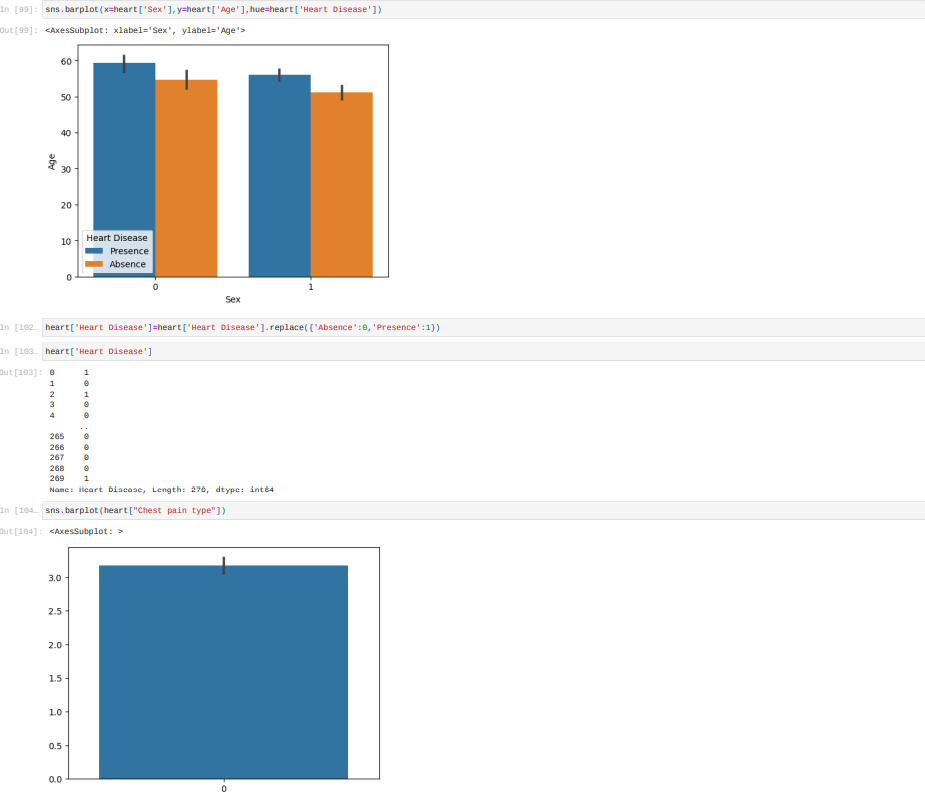 In [99]: sns.barplot(x=heart['Sex'],y=heart['Age'],hue=heart['Heart Disease'])
Out[99]: <AxesSubplot: xlabel='Sex', ylabel='Age'>
60
50
40
30
20
10
0
Age
Heart Disease
Presence
Absence
0 1
Sex
In [102… heart['Heart Disease']=heart['Heart Disease'].replace({'Absence':0,'Presence':1})
In [103… heart['Heart Disease']
Out[103]: 0 1
1 0
2 1
3 0
4 0
..
265 0
266 0
267 0
268 0
269 1
Name: Heart Disease, Length: 270, dtype: int64
In [104… sns.barplot(heart["Chest pain type"])
Out[104]: <AxesSubplot: >
3.0
2.5
2.0
1.5
1.0
0.5
0.0
0